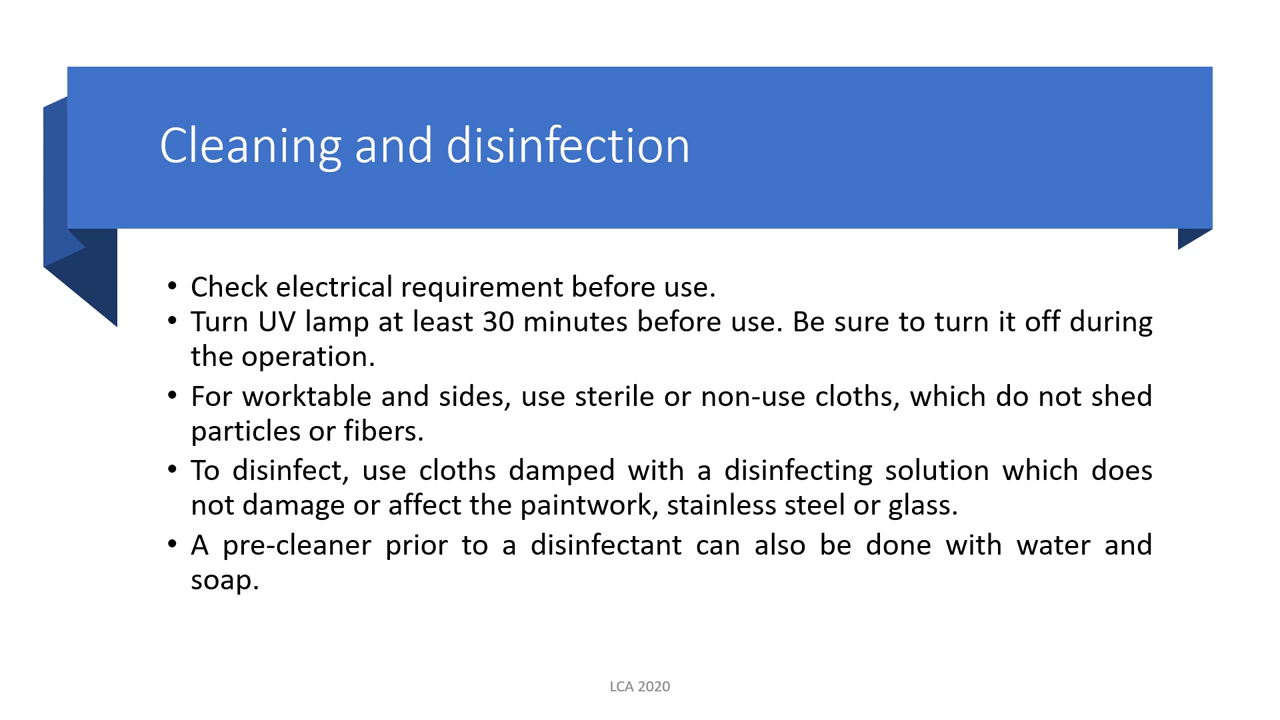 Cleaning and disinfection
• Check electrical requirement before use.
• Turn UV lamp at least 30 minutes before use. Be sure to turn it off during
the operation.
• For worktable and sides, use sterile or non-use cloths, which do not shed
particles or fibers.
• To disinfect, use cloths damped with a disinfecting solution which does
not damage or affect the paintwork, stainless steel or glass.
• A pre-cleaner prior to a disinfectant can also be done with water and
soap.
LCA 2020